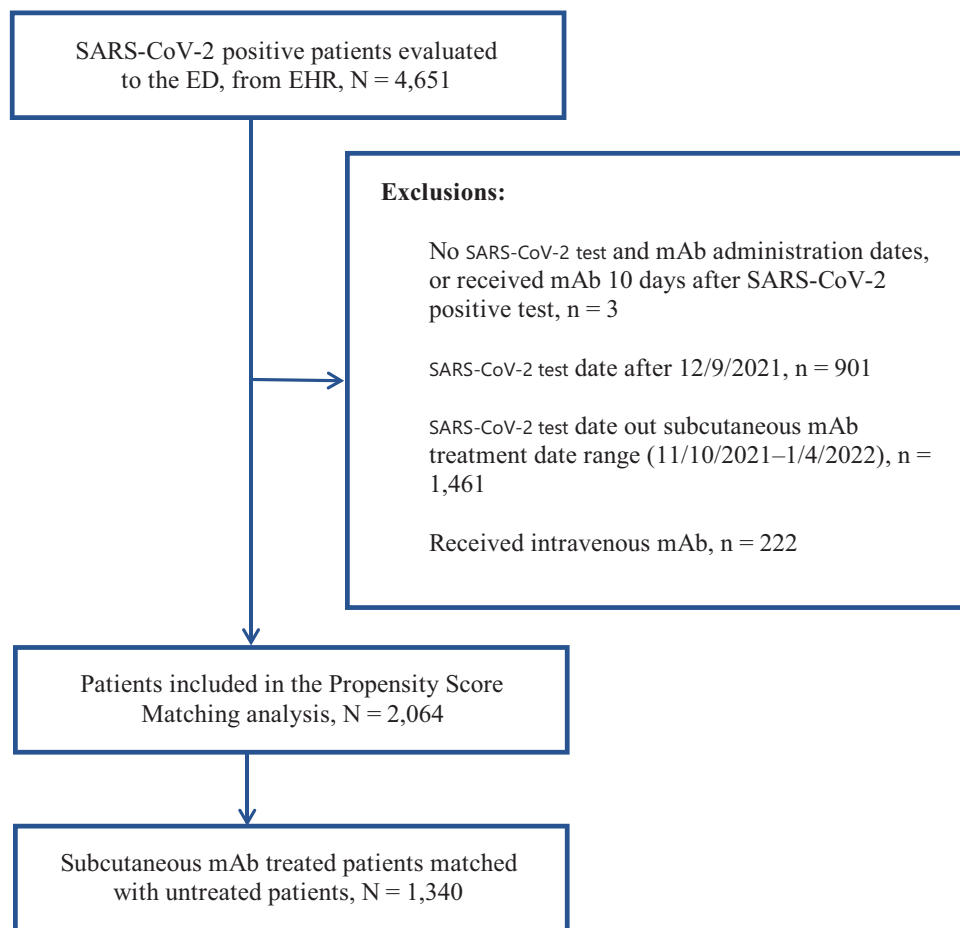 SARS-CoV-2 positive patients evaluated
to the ED, from EHR, N = 4,651
Exclusions:
No SARS-CoV-2 test and mAb administration dates,
or received mAb 10 days after SARS-CoV-2
positive test, n = 3
SARS-CoV-2 test date after 12/9/2021, n = 901
SARS-CoV-2 test date out subcutaneous mAb
treatment date range (11/10/2021–1/4/2022), n =
1,461
Received intravenous mAb, n = 222
Patients included in the Propensity Score
Matching analysis, N = 2,064
Subcutaneous mAb treated patients matched
with untreated patients, N = 1,340